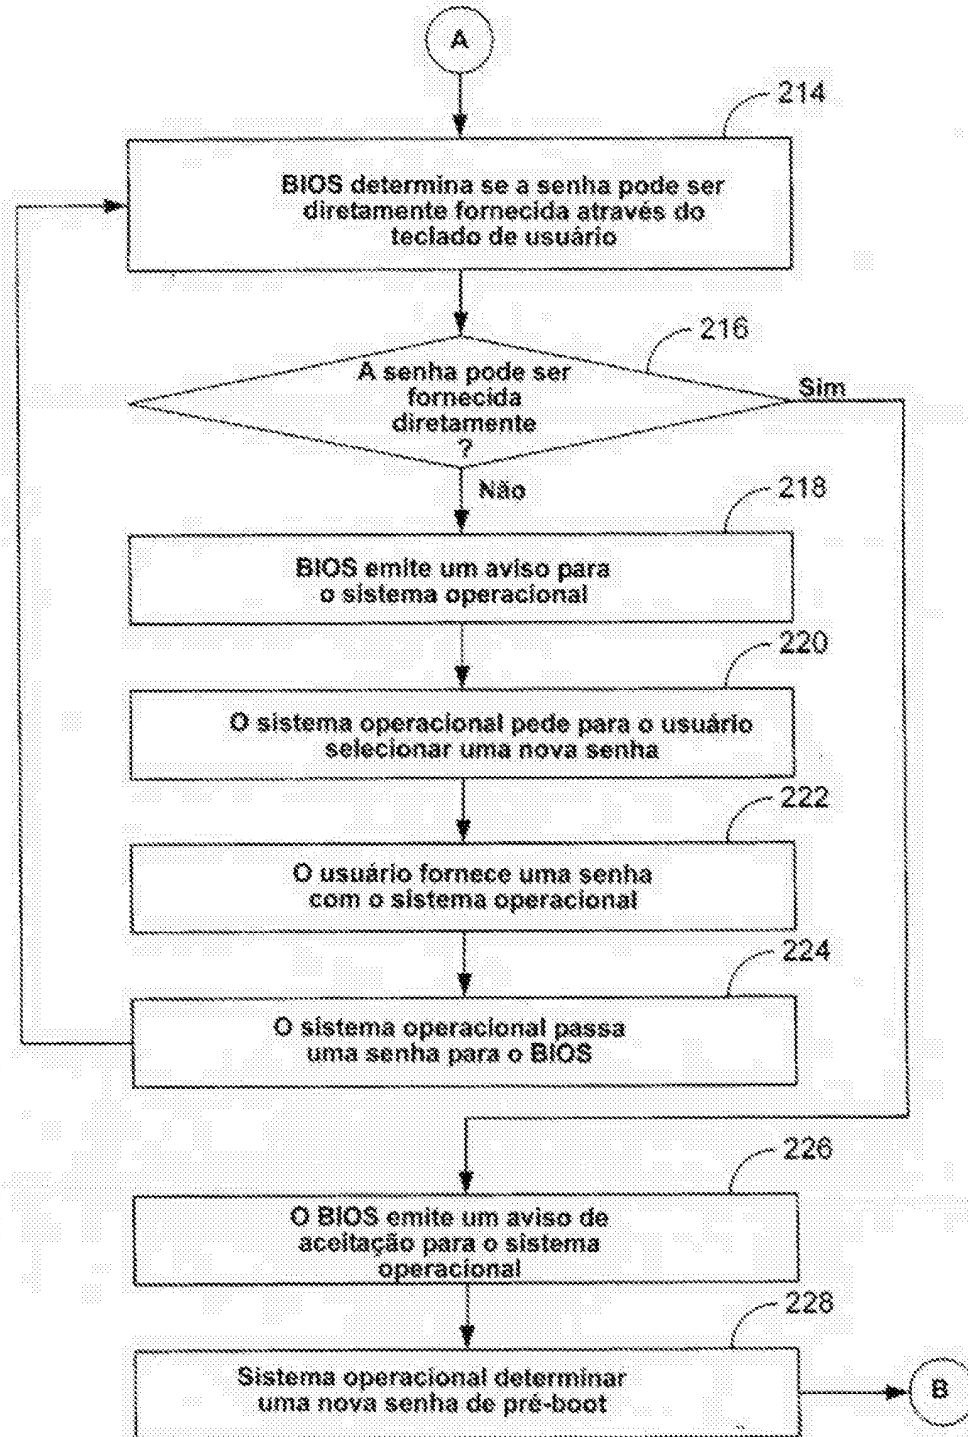 A
214
BIOS determina se a senha pode ser
diretamente fornecida através do
teclado de usuário
216
A senha pode ser
fornecida
diretamente
?
Sim
Não
218
BIOS emite um aviso para
o sistema operacional
220
O sistema operacional pede para o usuário
selecionar uma nova senha
222
O usuário fornece uma senha
com o sistema operacional
224
O sistema operacional passa
uma senha para o BIOS
226
O BIOS emite um aviso de
aceitação para o sistema
operacional
228
Sistema operacional determinar
uma nova senha de pré-boot
B